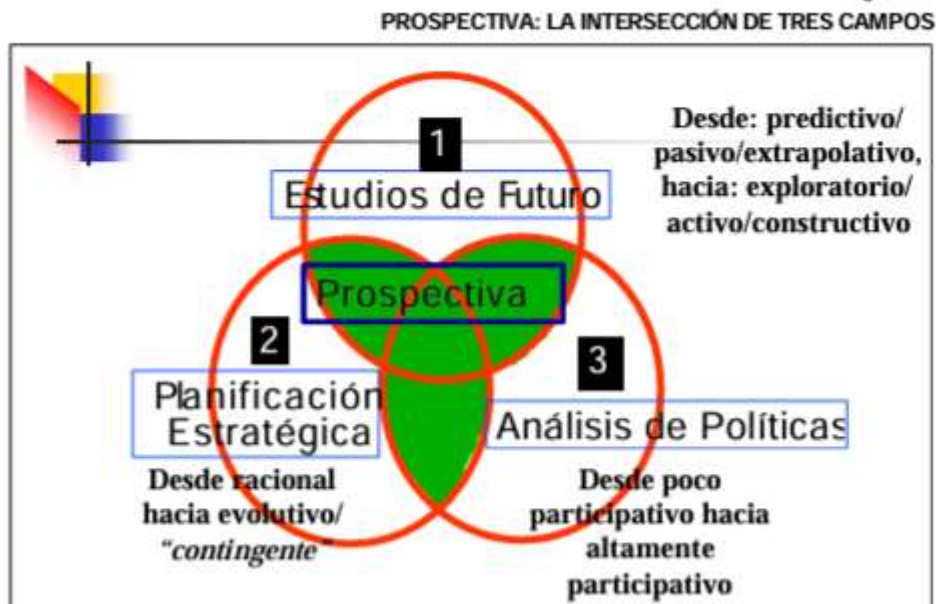 PROSPECTIVA: LA INTERSECCIÓN DE TRES CAMPOS
1
Estudios de Futuro
Desde: predictivo/
pasivo/extrapolativo,
hacia: exploratorio/
activo/constructivo
Prospectiva
2
Planificación
Estratégica
Desde racional
hacia evolutivo/
"contingente"
3
Análisis de Políticas
Desde poco
participativo hacia
altamente
participativo